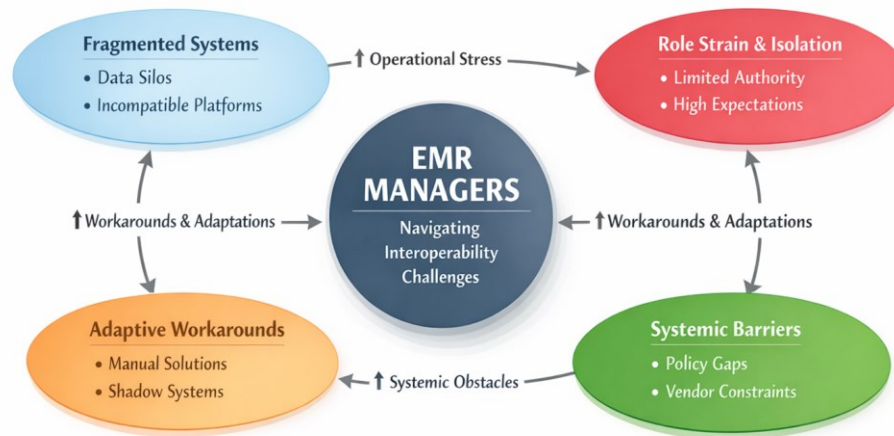 Fragmented Systems
• Data Silos
• Incompatible Platforms
↑ Operational Stress
Role Strain & Isolation
• Limited Authority
• High Expectations
EMR
MANAGERS
Navigating
Interoperability
Challenges
↑ Workarounds & Adaptations
↑ Workarounds & Adaptations
Adaptive Workarounds
• Manual Solutions
• Shadow Systems
↑ Systemic Obstacles
Systemic Barriers
• Policy Gaps
• Vendor Constraints